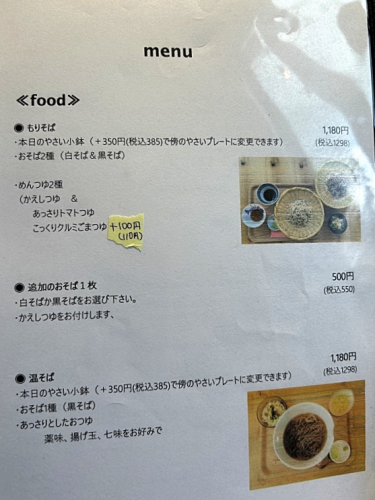 menu
≪food≫
◉ もりそば 1,180円
・本日のやさい小鉢（＋350円(税込385)で傍のやさいプレートに変更できます） (税込1298)
・おそば2種（白そば＆黒そば）
・めんつゆ2種
（かえしつゆ ＆
あっさりトマトつゆ
こっくりクルミごまつゆ ＋100円
(110円)
◉ 追加のおそば１枚 500円
・白そばか黒そばをお選び下さい。 (税込550)
・かえしつゆをお付けします、
◉ 温そば 1,180円
・本日のやさい小鉢（＋350円(税込385)で傍のやさいプレートに変更できます） (税込1298)
・おそば1種（黒そば）
・あっさりとしたおつゆ
薬味、揚げ玉、七味をお好みで